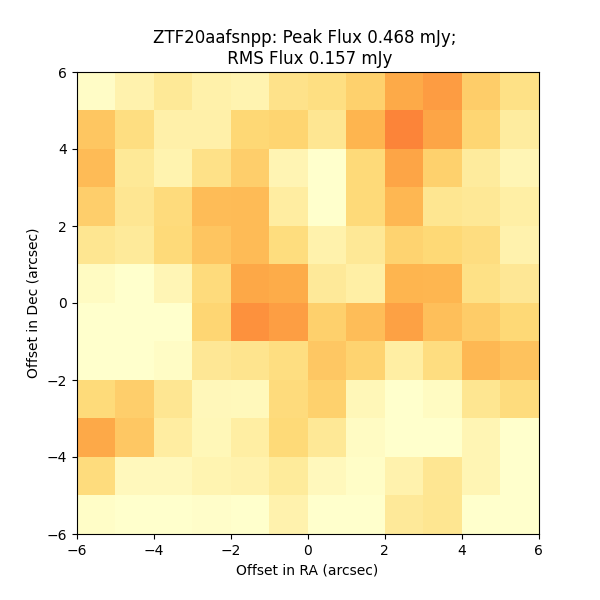 ZTF20aafsnpp: Peak Flux 0.468 mJy;
RMS Flux 0.157 mJy
6
4
2
0
−2
−4
−6
Offset in Dec (arcsec)
−6 −4 −2 0 2 4 6
Offset in RA (arcsec)